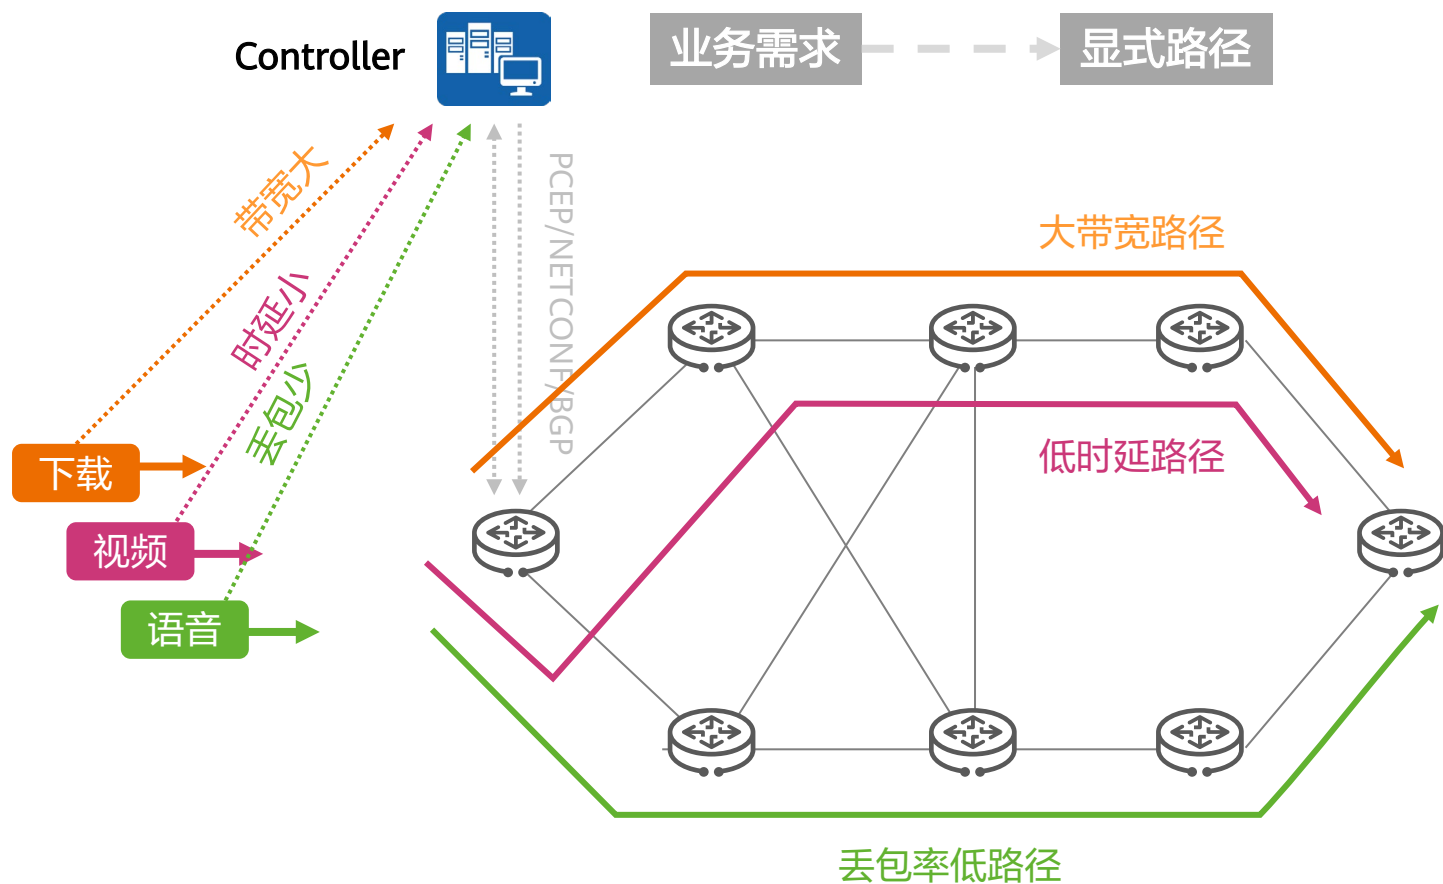 Controller
业务需求
显式路径
带宽大
时延小
丢包少
PCEP/NETCONF/BGP
大带宽路径
低时延路径
下载
视频
语音
丢包率低路径